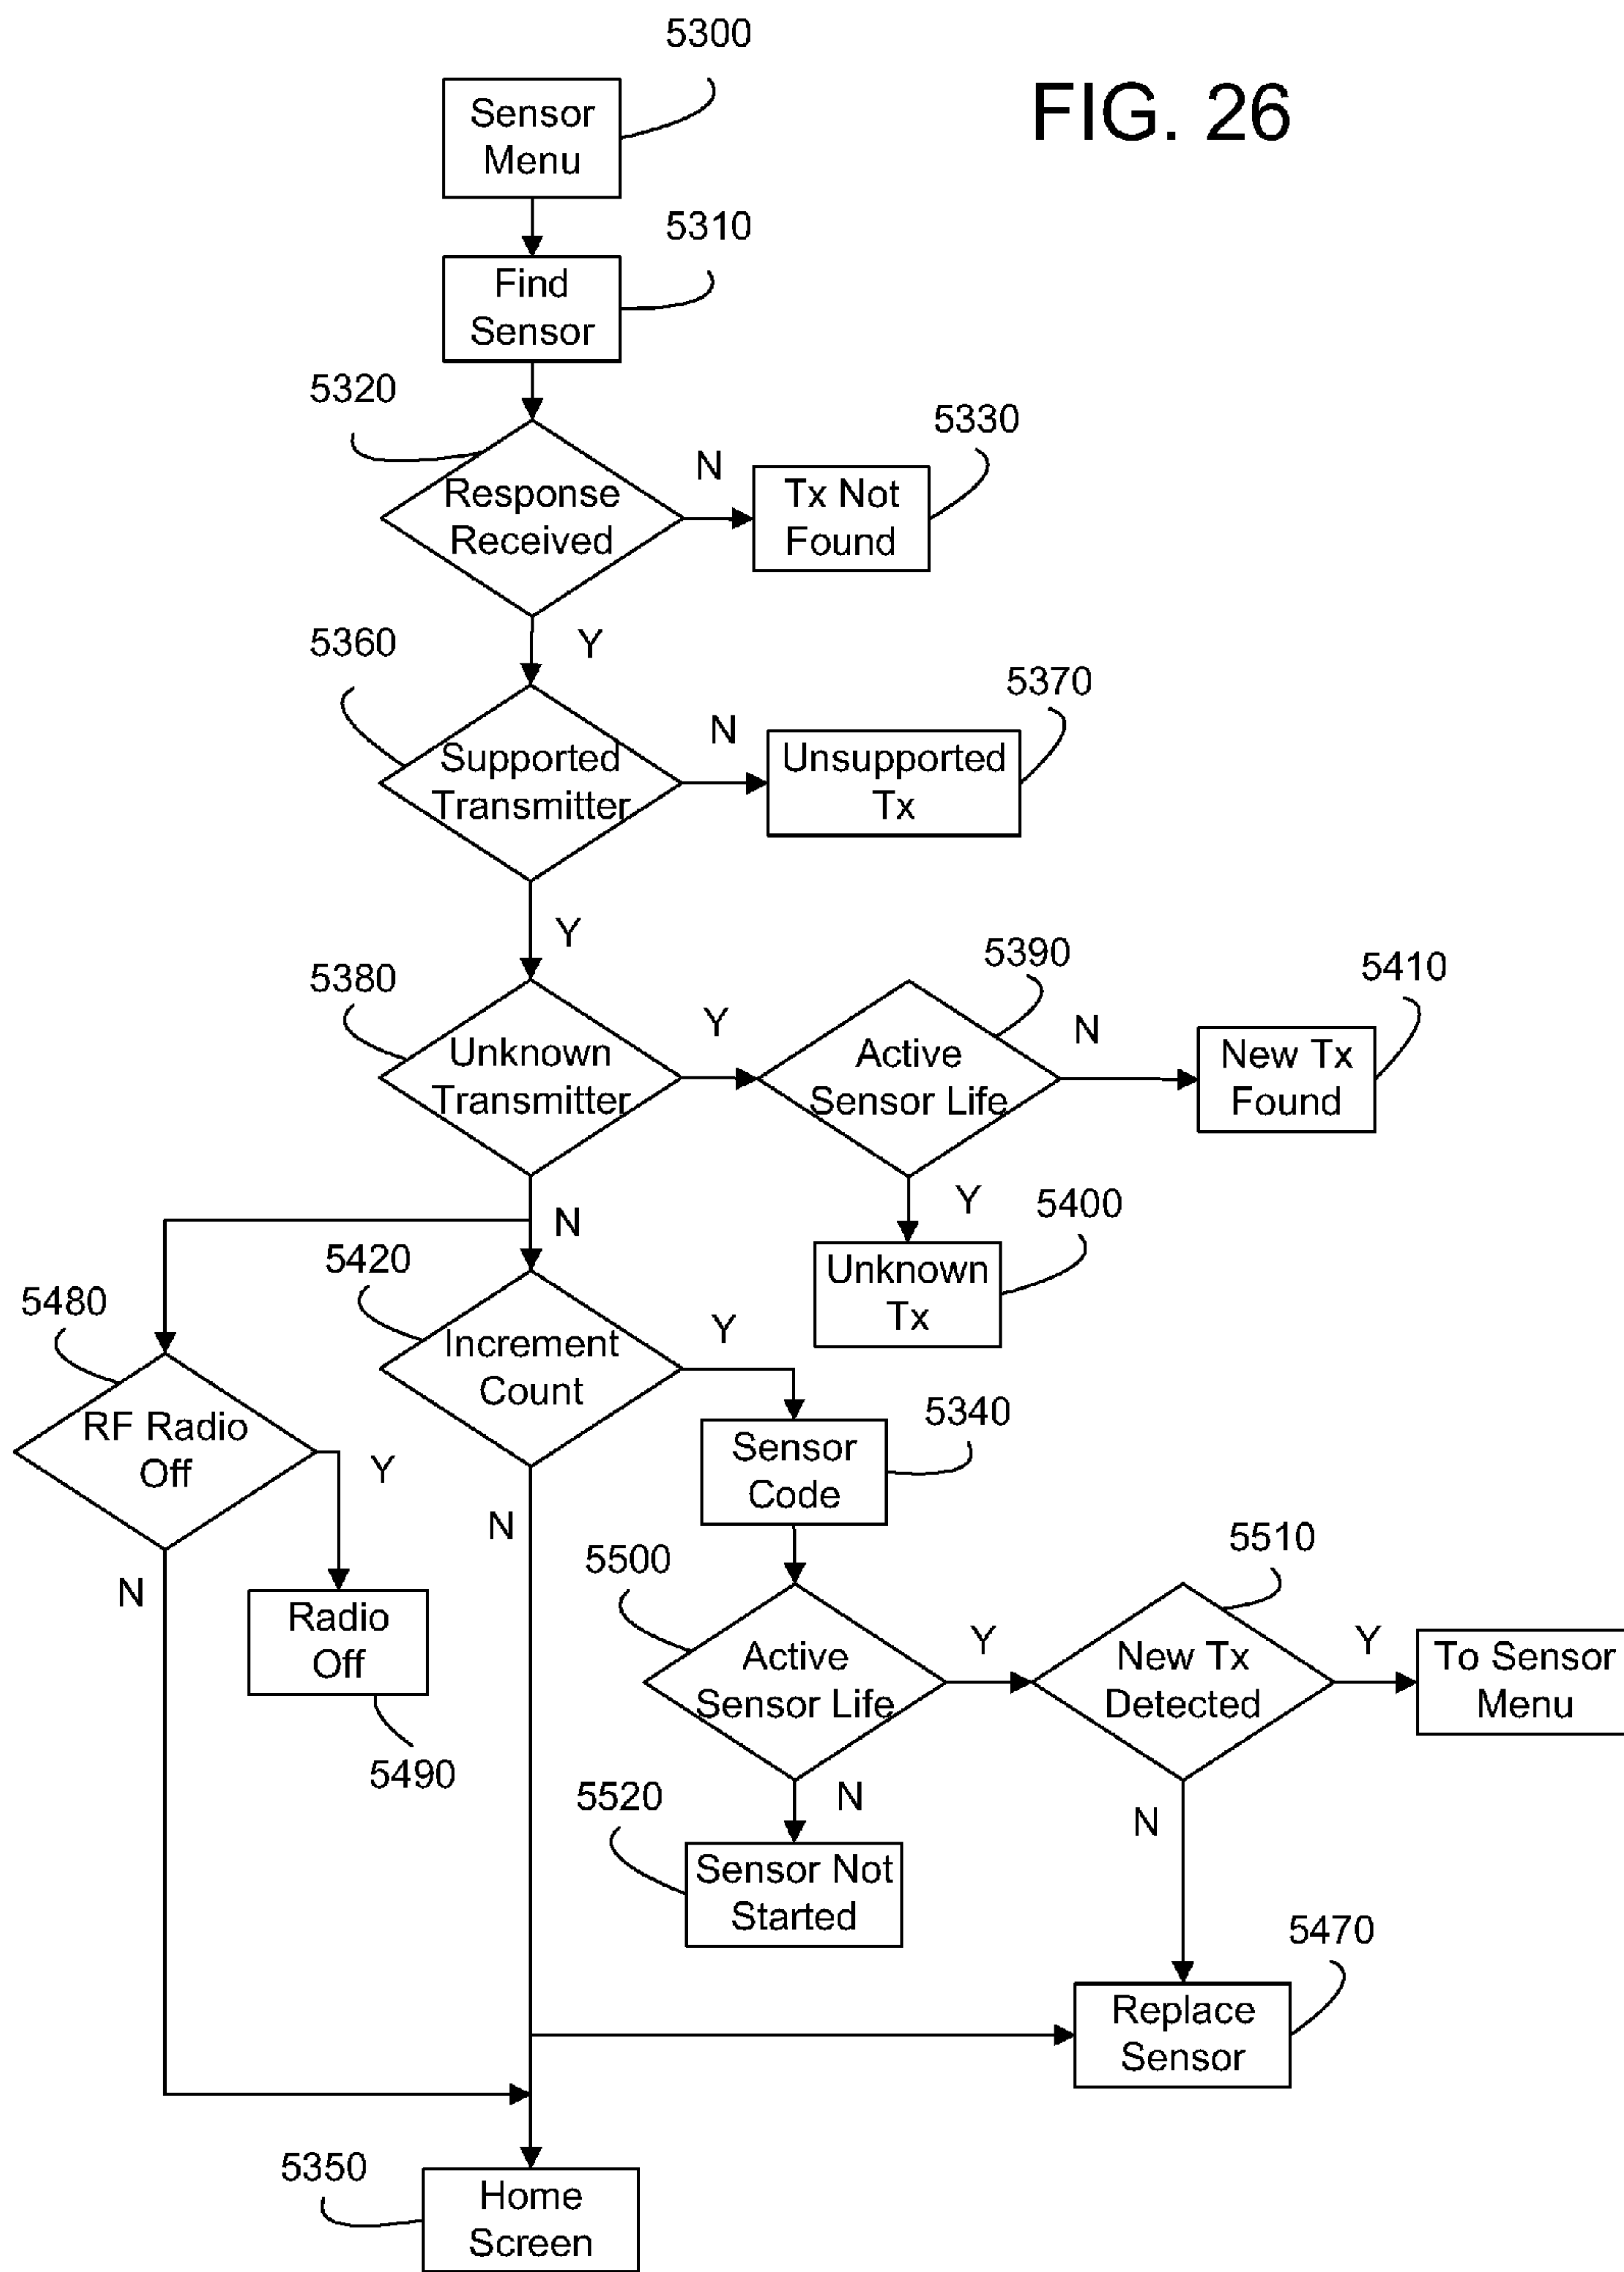 5300
FIG. 26
Sensor
Menu
5310
Find
Sensor
5320
5330
N
Response
Received
Tx Not
Found
Y
5360
5370
N
Supported
Transmitter
Unsupported
Tx
Y
5380
5390
5410
Y
N
Unknown
Transmitter
Active
Sensor Life
New Tx
Found
Y
5400
N
5420
5480
Unknown
Tx
Y
Increment
Count
5340
RF Radio
Off
Y
Sensor
Code
N
5510
5500
N
Radio
Off
Y
Y
Active
Sensor Life
New Tx
Detected
To Sensor
Menu
5490
5520
N
N
Sensor Not
Started
5470
Replace
Sensor
5350
Home
Screen